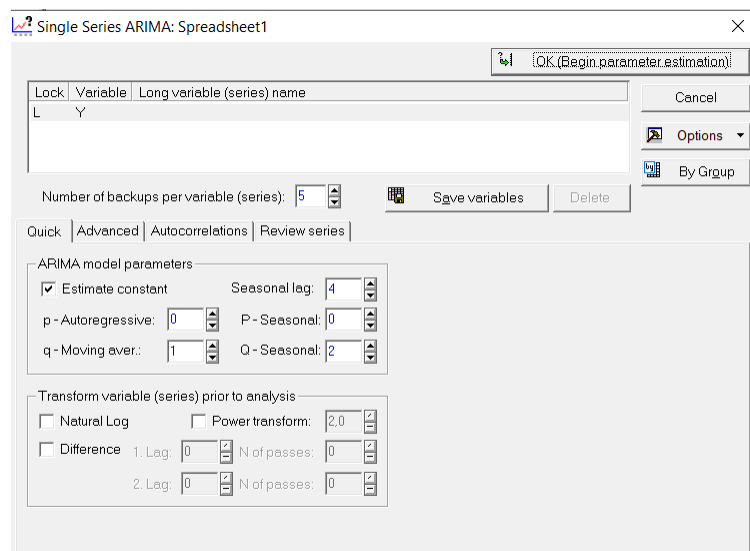 Single Series ARIMA: Spreadsheet1
OK (Begin parameter estimation)
Lock Variable Long variable (series) name
L Y
Cancel
Options
By Group
Number of backups per variable (series): 5
Save variables
Delete
Quick Advanced Autocorrelations Review series
ARIMA model parameters
Estimate constant Seasonal lag: 4
p - Autoregressive: 0 P - Seasonal: 0
q - Moving aver.: 1 Q - Seasonal: 2
Transform variable (series) prior to analysis
Natural Log Power transform: 2,0
Difference 1. Lag: 0 N of passes: 0
2. Lag: 0 N of passes: 0